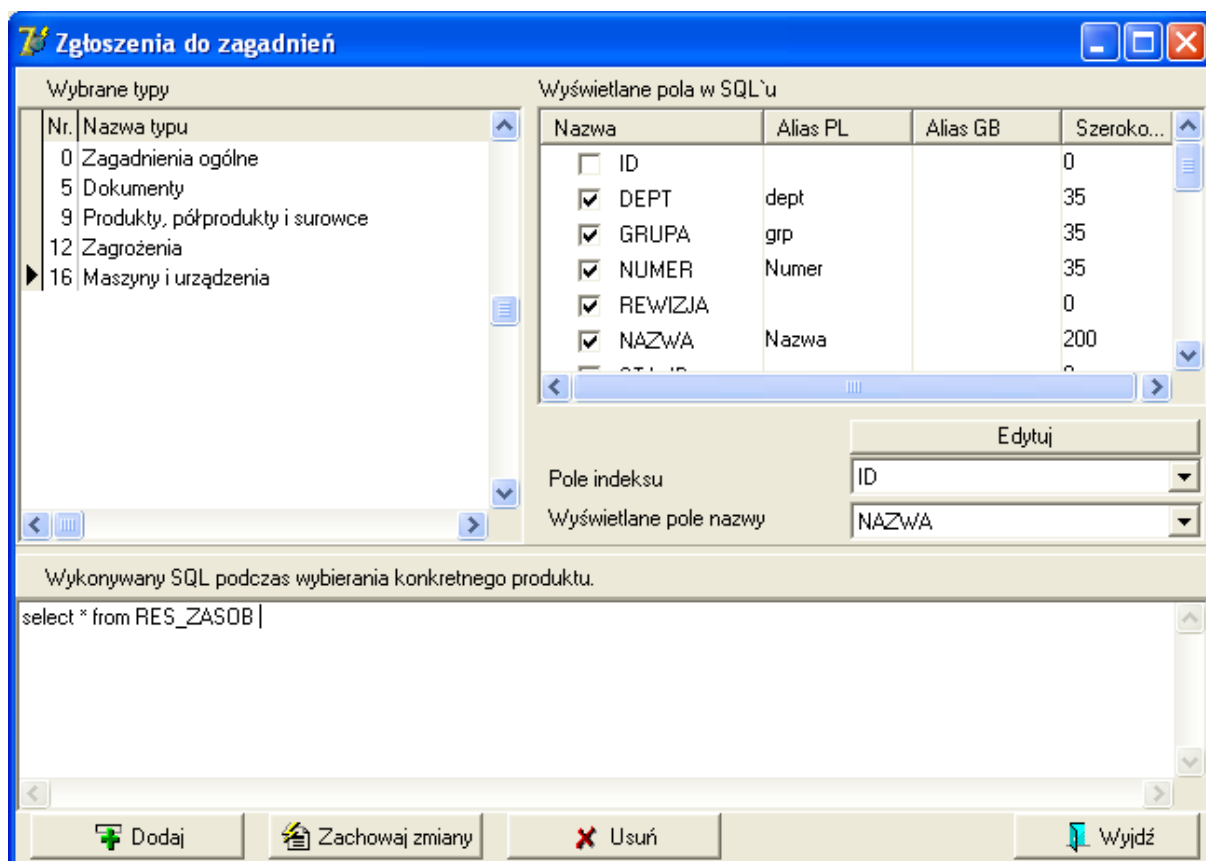 Zgłoszenia do zagadnień
Wybrane typy
Nr. Nazwa typu
0 Zagadnienia ogólne
5 Dokumenty
9 Produkty, półprodukty i surowce
12 Zagrożenia
16 Maszyny i urządzenia
Wyświetlane pola w SQL`u
Nazwa Alias PL Alias GB Szeroko...
ID 0
DEPT dept 35
GRUPA grp 35
NUMER Numer 35
REWIZJA 0
NAZWA Nazwa 200
Edytuj
Pole indeksu ID
Wyświetlane pole nazwy NAZWA
Wykonywany SQL podczas wybierania konkretnego produktu.
select * from RES_ZASOB
Dodaj Zachowaj zmiany Usuń Wyjdź